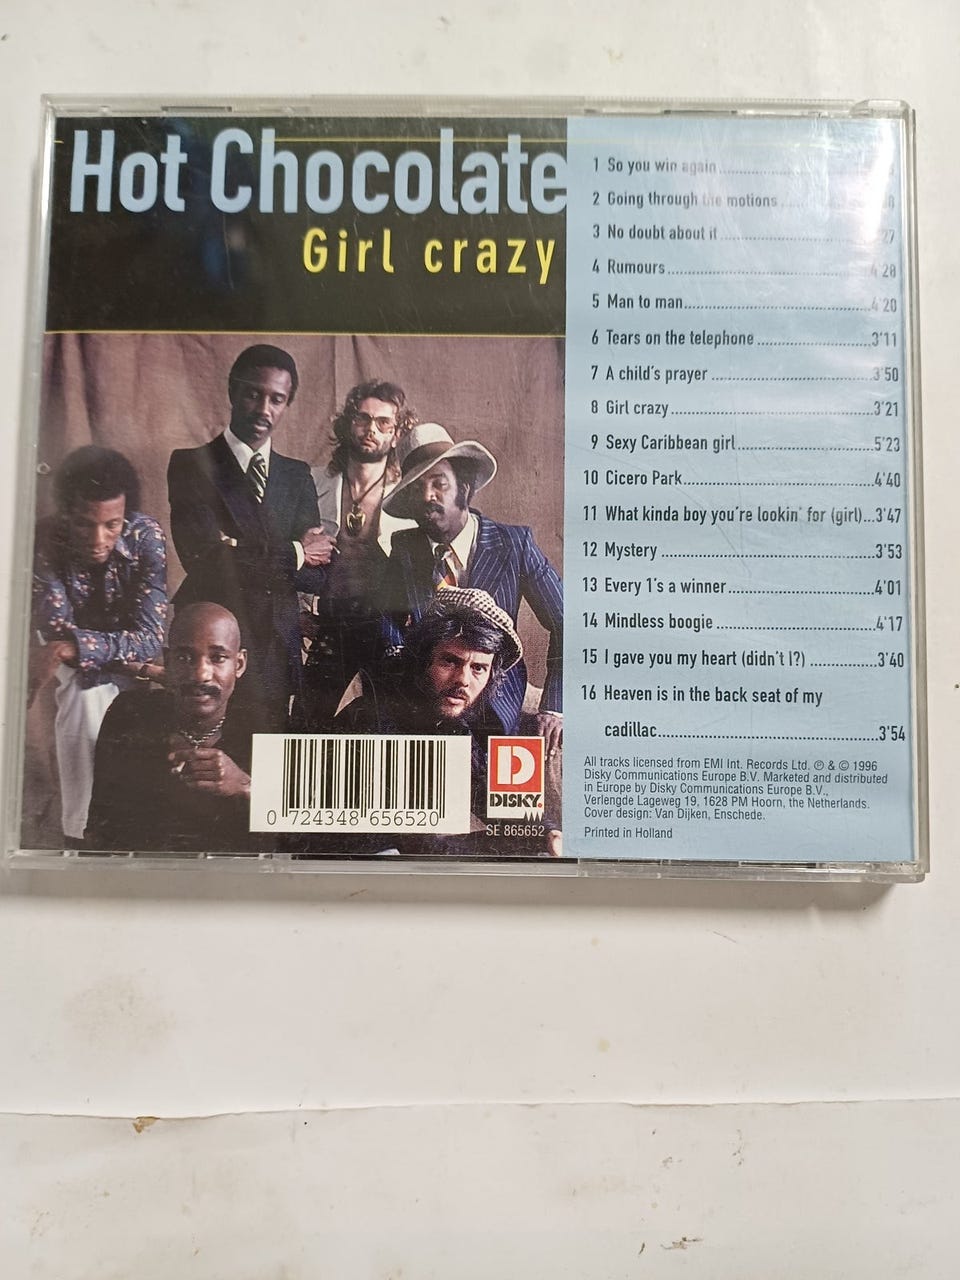 Hot Chocolate
Girl crazy
1 So you win again
2 Going through the motions
3 No doubt about it 27
4 Rumours 4'28
5 Man to man 4'20
6 Tears on the telephone 3'11
7 A child's prayer 3'50
8 Girl crazy 3'21
9 Sexy Caribbean girl 5'23
10 Cicero Park 4'40
11 What kinda boy you're lookin' for (girl)...3'47
12 Mystery 3'53
13 Every 1's a winner 4'01
14 Mindless boogie 4'17
15 I gave you my heart (didn't I?) 3'40
16 Heaven is in the back seat of my
cadillac 3'54
All tracks licensed from EMI Int. Records Ltd. ℗ & © 1996
Disky Communications Europe B.V. Marketed and distributed
in Europe by Disky Communications Europe B.V.,
Verlengde Lageweg 19, 1628 PM Hoorn, the Netherlands.
Cover design: Van Dijken, Enschede.
Printed in Holland
0 724348 656520
D
DISKY.
SE 865652